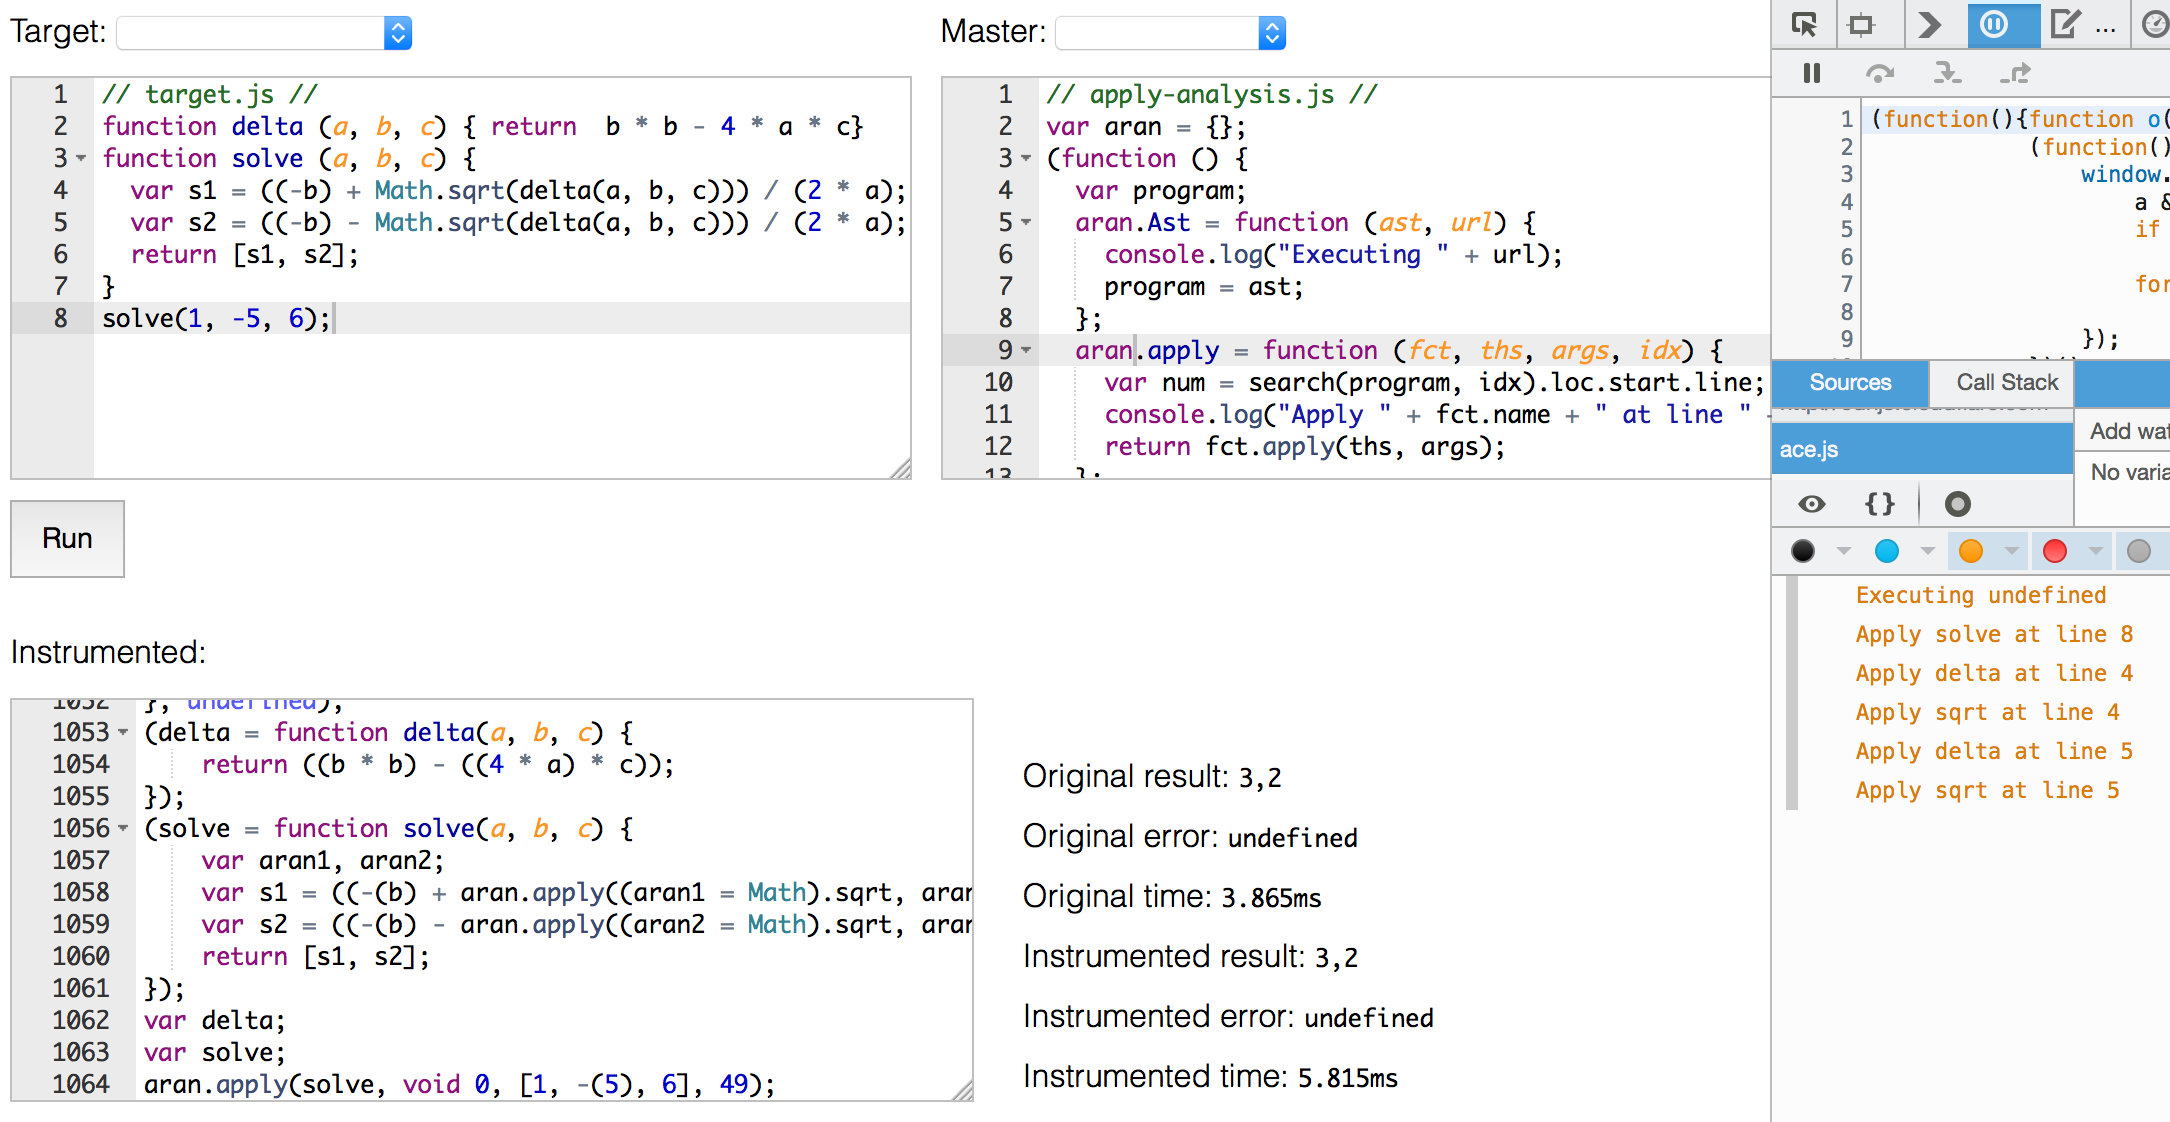 Target:
1 // target.js //
2 function delta (a, b, c) { return  b * b - 4 * a * c}
3 function solve (a, b, c) {
4   var s1 = ((-b) + Math.sqrt(delta(a, b, c))) / (2 * a);
5   var s2 = ((-b) - Math.sqrt(delta(a, b, c))) / (2 * a);
6   return [s1, s2];
7 }
8 solve(1, -5, 6);
Master:
1 // apply-analysis.js //
2 var aran = {};
3 (function () {
4   var program;
5   aran.Ast = function (ast, url) {
6     console.log("Executing " + url);
7     program = ast;
8   };
9   aran.apply = function (fct, ths, args, idx) {
10     var num = search(program, idx).loc.start.line;
11     console.log("Apply " + fct.name + " at line "
12     return fct.apply(ths, args);
13   };
Run
Instrumented:
1052 }, undefined);
1053 (delta = function delta(a, b, c) {
1054     return ((b * b) - ((4 * a) * c));
1055 });
1056 (solve = function solve(a, b, c) {
1057     var aran1, aran2;
1058     var s1 = ((-(b) + aran.apply((aran1 = Math).sqrt, aran
1059     var s2 = ((-(b) - aran.apply((aran2 = Math).sqrt, aran
1060     return [s1, s2];
1061 });
1062 var delta;
1063 var solve;
1064 aran.apply(solve, void 0, [1, -(5), 6], 49);
Original result: 3,2
Original error: undefined
Original time: 3.865ms
Instrumented result: 3,2
Instrumented error: undefined
Instrumented time: 5.815ms
...
1 (function(){function o(
2 (function()
3 window.
4 a &
5 if
6
7 for
8
9 });
Sources
Call Stack
ace.js
Add wat
No varia
{ }
Executing undefined
Apply solve at line 8
Apply delta at line 4
Apply sqrt at line 4
Apply delta at line 5
Apply sqrt at line 5